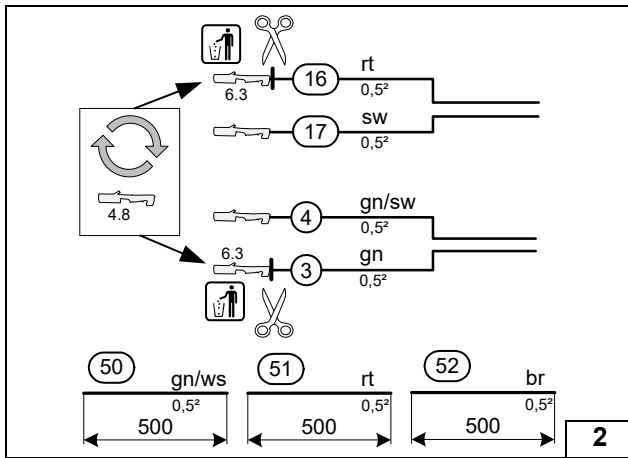 16 rt
6.3 0,5²
17 sw
0,5²
4.8
4 gn/sw
0,5²
6.3
3 gn
0,5²
50 gn/ws
0,5²
500
51 rt
0,5²
500
52 br
0,5²
500
2